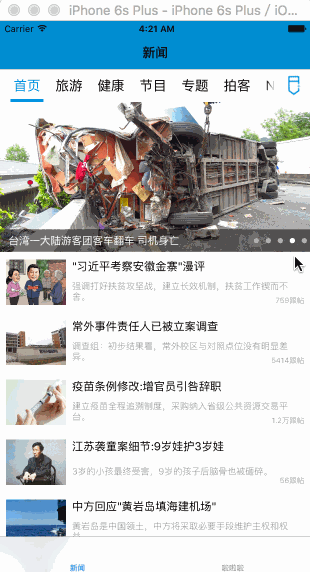 iPhone 6s Plus - iPhone 6s Plus / iO...
Carrier 4:21 AM
新闻
首页 旅游 健康 节目 专题 拍客 N
台湾一大陆游客团客车翻车 司机身亡
"习近平考察安徽金寨"漫评
强调打好扶贫攻坚战，建立长效机制，扶贫工作锲而不
舍。
759跟帖
常外事件责任人已被立案调查
调查组：初步结果看，常外校区与对照点位没有明显差
异。
5414跟帖
疫苗条例修改:增官员引咎辞职
建立疫苗全程追溯制度，采购纳入省级公共资源交易平
台。
1.2万跟帖
江苏袭童案细节:9岁娃护3岁娃
3岁的小孩最终受害，9岁的孩子后脑骨也被砸碎。
56跟帖
中方回应"黄岩岛填海建机场"
黄岩岛是中国领土，中方将采取必要手段维护主权和权
益。
新闻 啦啦啦